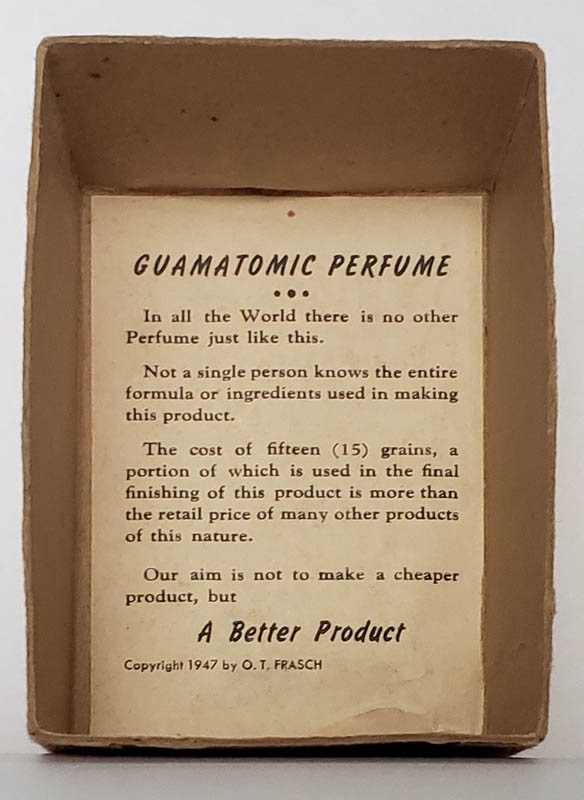 GUAMATOMIC PERFUME
•••
In all the World there is no other
Perfume just like this.
Not a single person knows the entire
formula or ingredients used in making
this product.
The cost of fifteen (15) grains, a
portion of which is used in the final
finishing of this product is more than
the retail price of many other products
of this nature.
Our aim is not to make a cheaper
product, but
A Better Product
Copyright 1947 by O. T. FRASCH